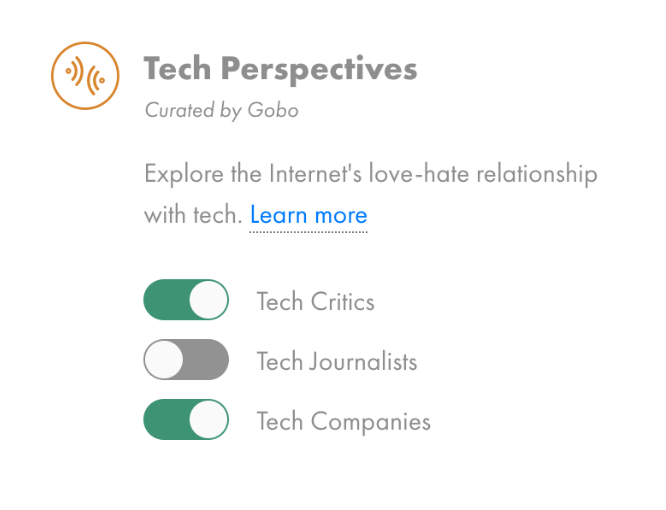 Tech Perspectives
Curated by Gobo
Explore the Internet's love-hate relationship
with tech. Learn more
Tech Critics
Tech Journalists
Tech Companies